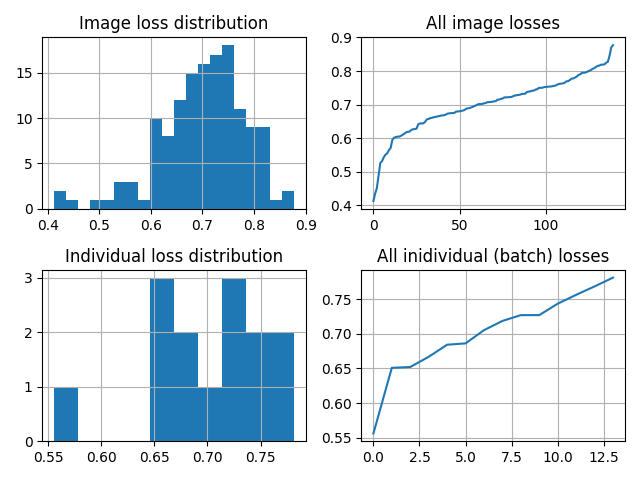 Image loss distribution
15
10
5
0
0.4 0.5 0.6 0.7 0.8 0.9
All image losses
0.9
0.8
0.7
0.6
0.5
0.4
0 50 100
Individual loss distribution
3
2
1
0
0.55 0.60 0.65 0.70 0.75
All inidividual (batch) losses
0.75
0.70
0.65
0.60
0.55
0.0 2.5 5.0 7.5 10.0 12.5